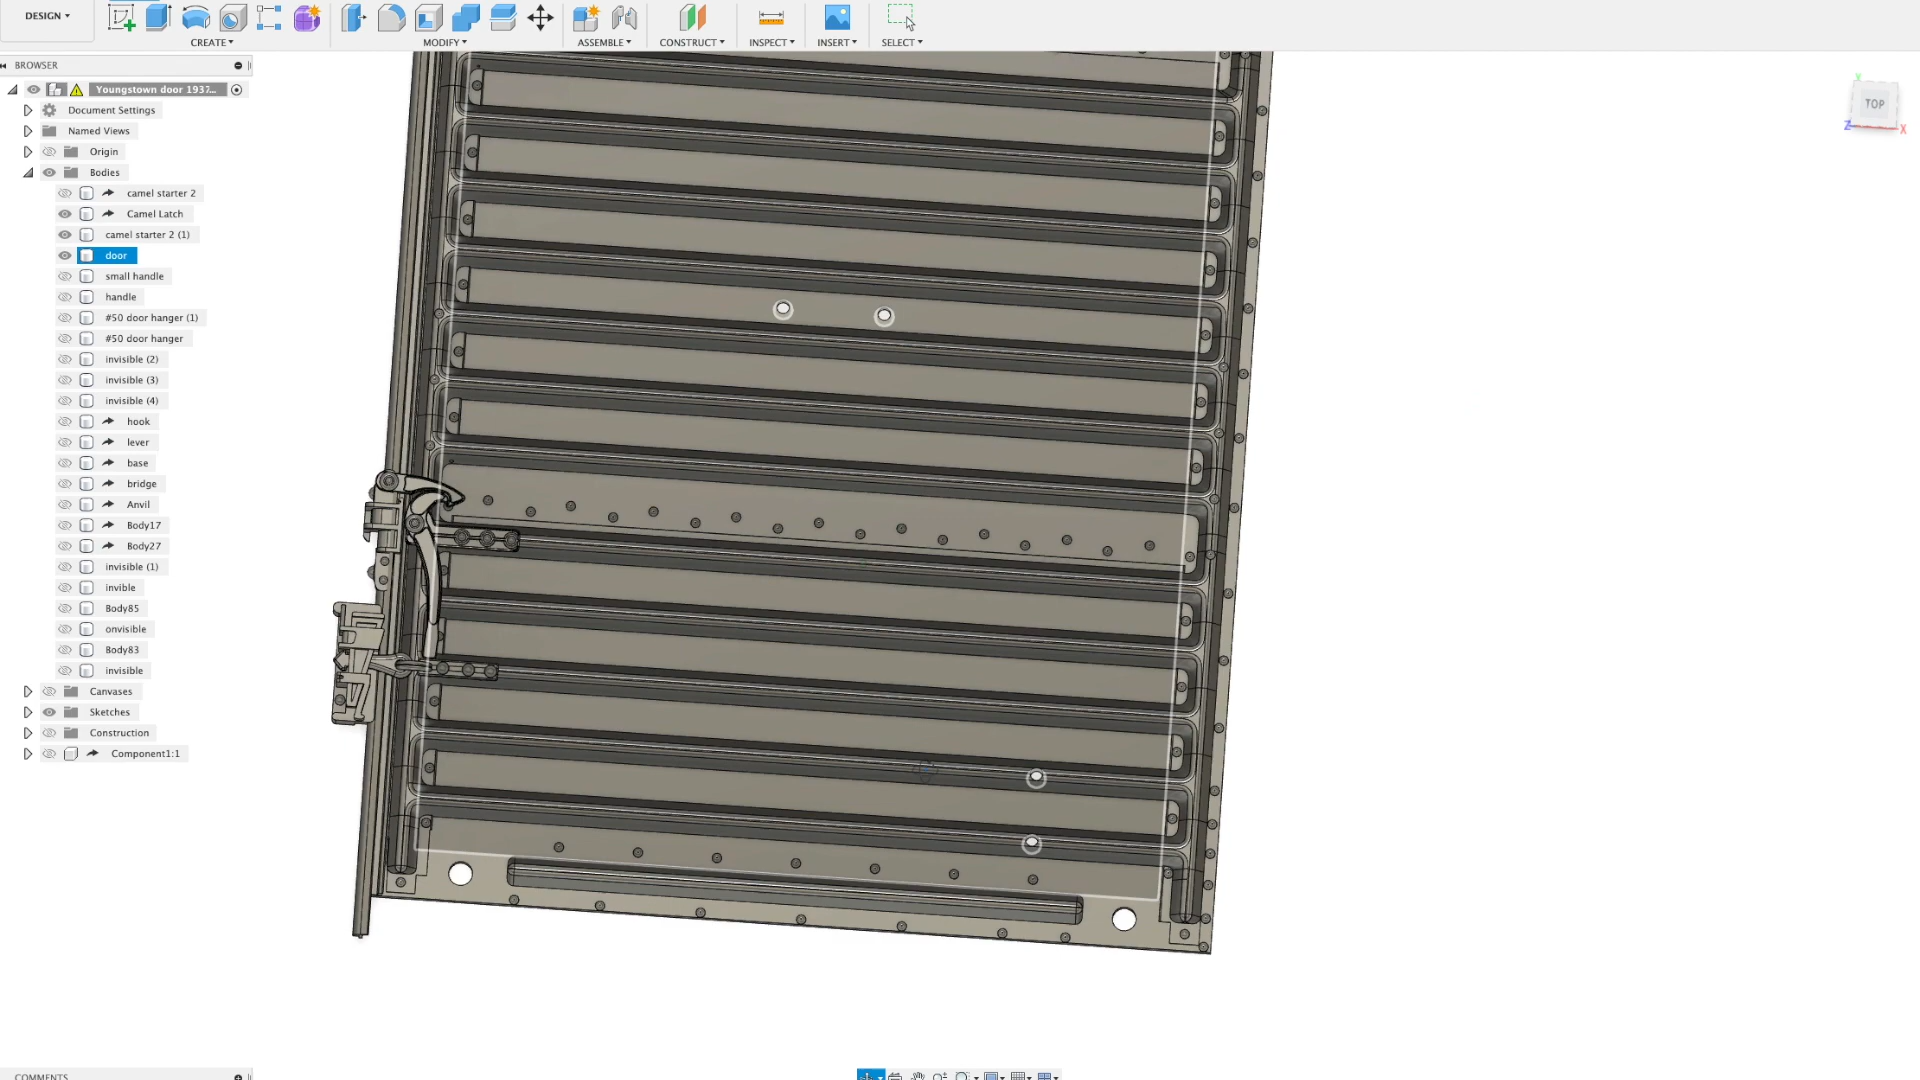 DESIGN
CREATE
MODIFY
ASSEMBLE
CONSTRUCT
INSPECT
INSERT
SELECT
BROWSER
Youngstown door 1937...
Document Settings
Named Views
Origin
Bodies
camel starter 2
Camel Latch
camel starter 2 (1)
door
small handle
handle
#50 door hanger (1)
#50 door hanger
invisible (2)
invisible (3)
invisible (4)
hook
lever
base
bridge
Anvil
Body17
Body27
invisible (1)
invible
Body85
onvisible
Body83
invisible
Canvases
Sketches
Construction
Component1:1
COMMENTS
Y
TOP
Z
X